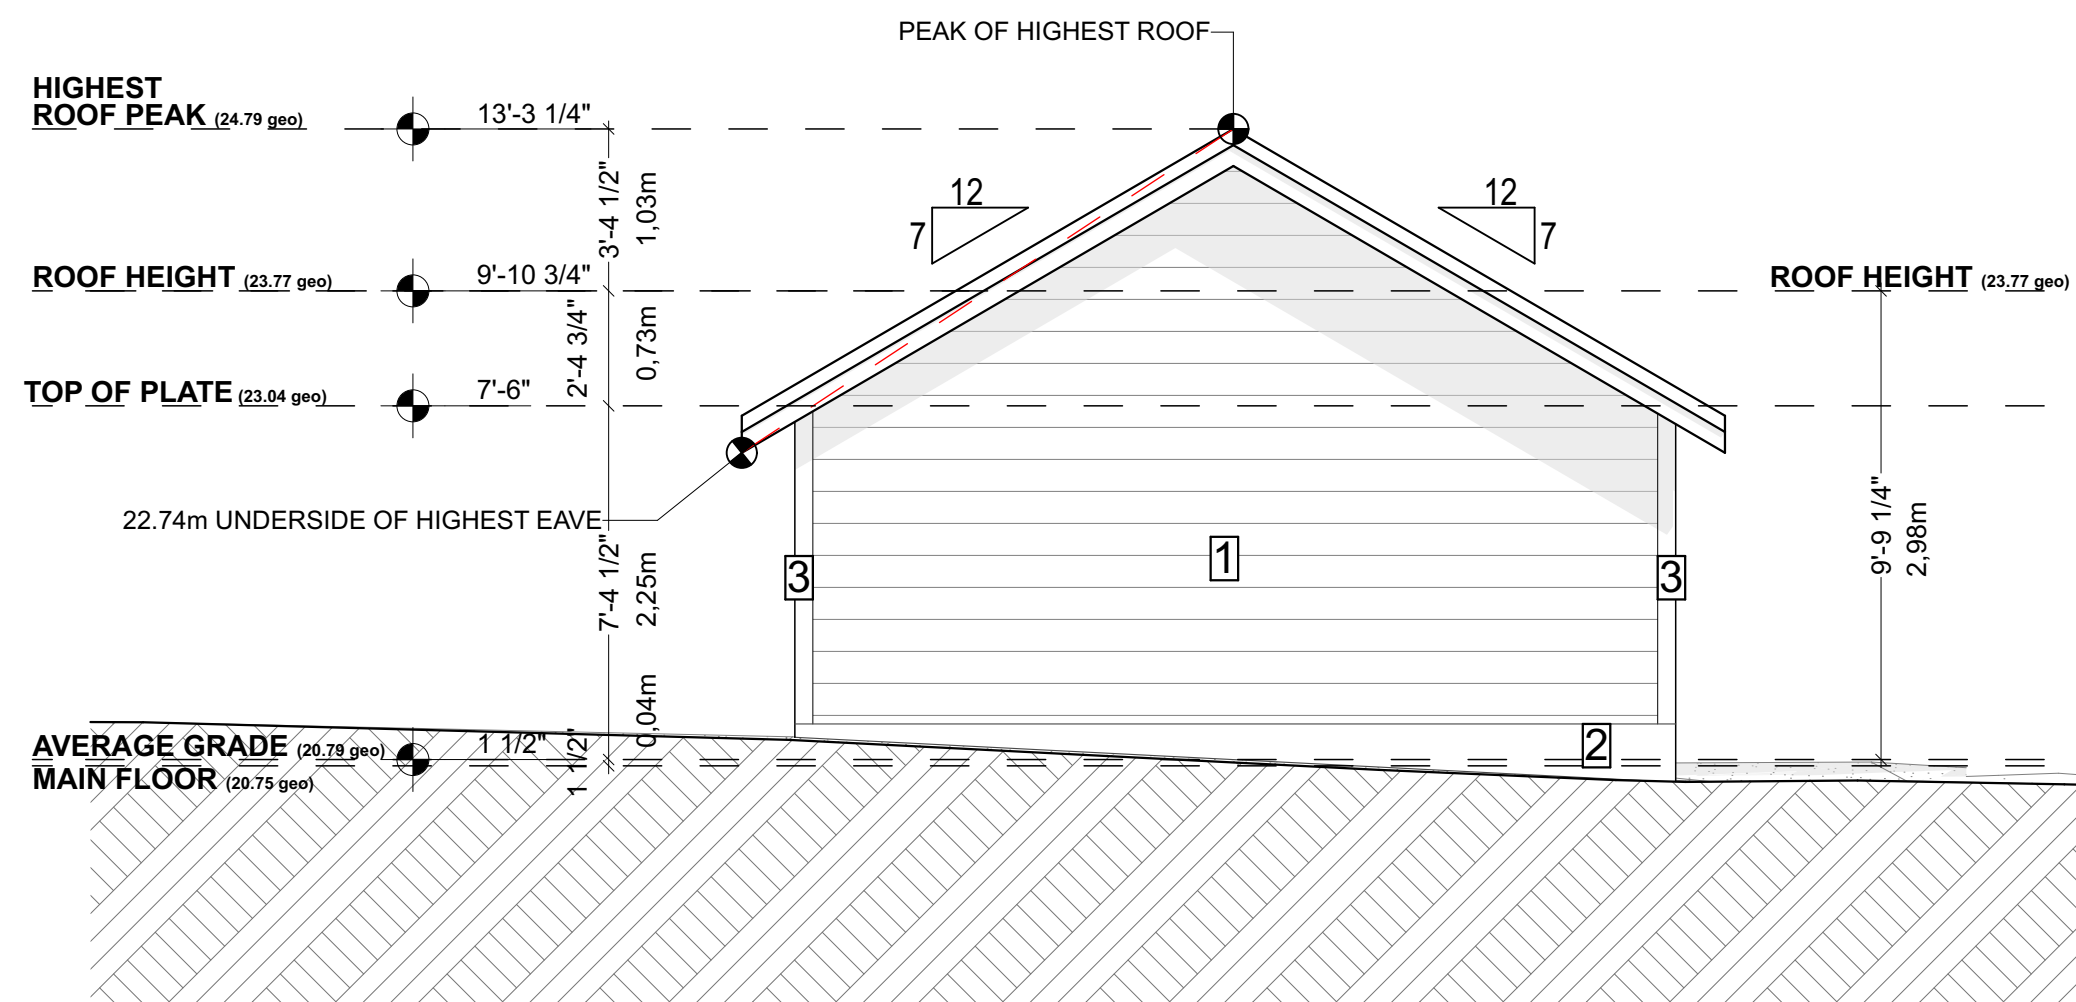 PEAK OF HIGHEST ROOF
HIGHEST
ROOF PEAK (24.79 geo)
13'-3 1/4"
3'-4 1/2"
1,03m
12
7
12
7
ROOF HEIGHT (23.77 geo)
9'-10 3/4"
ROOF HEIGHT (23.77 geo)
2'-4 3/4"
0,73m
TOP OF PLATE (23.04 geo)
7'-6"
22.74m UNDERSIDE OF HIGHEST EAVE
7'-4 1/2"
2,25m
9'-9 1/4"
2,98m
1
3
3
0,04m
2
AVERAGE GRADE (20.79 geo)
1 1/2"
1 1/2"
MAIN FLOOR (20.75 geo)